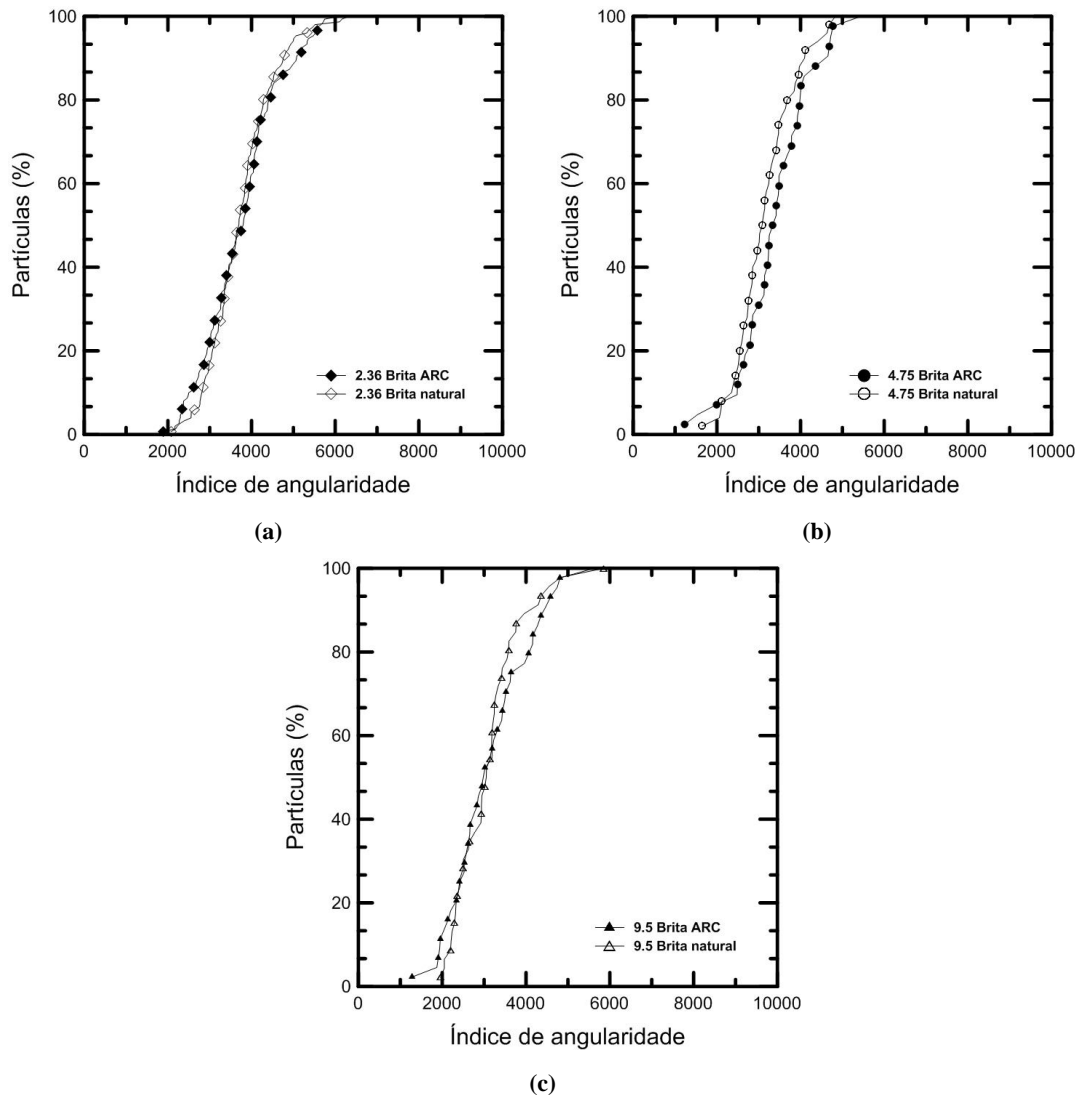 100
80
60
40
20
0
Partículas (%)
2.36 Brita ARC
2.36 Brita natural
0 2000 4000 6000 8000 10000
Índice de angularidade
(a)
100
80
60
40
20
0
Partículas (%)
4.75 Brita ARC
4.75 Brita natural
0 2000 4000 6000 8000 10000
Índice de angularidade
(b)
100
80
60
40
20
0
Partículas (%)
9.5 Brita ARC
9.5 Brita natural
0 2000 4000 6000 8000 10000
Índice de angularidade
(c)